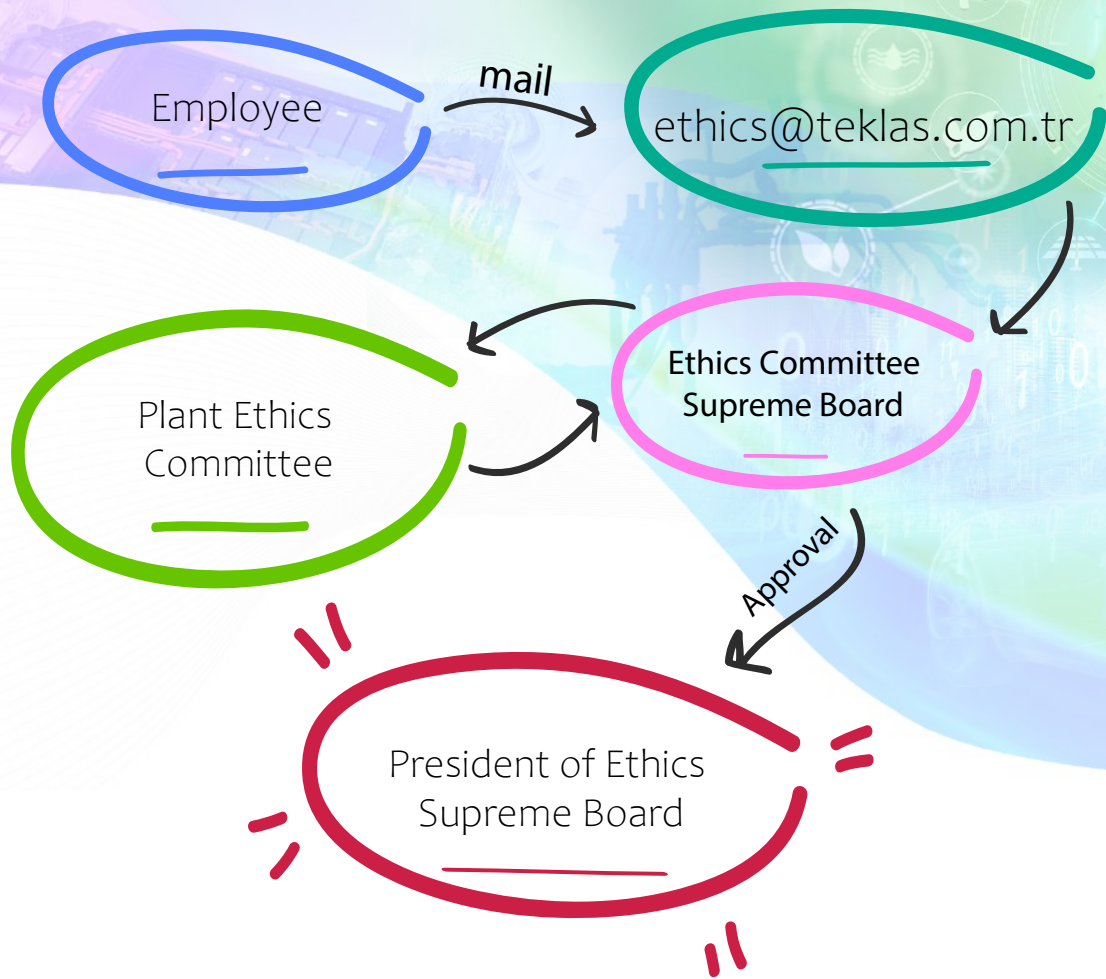 Employee
mail
ethics@teklas.com.tr
Ethics Committee
Supreme Board
Plant Ethics
Committee
Approval
President of Ethics
Supreme Board